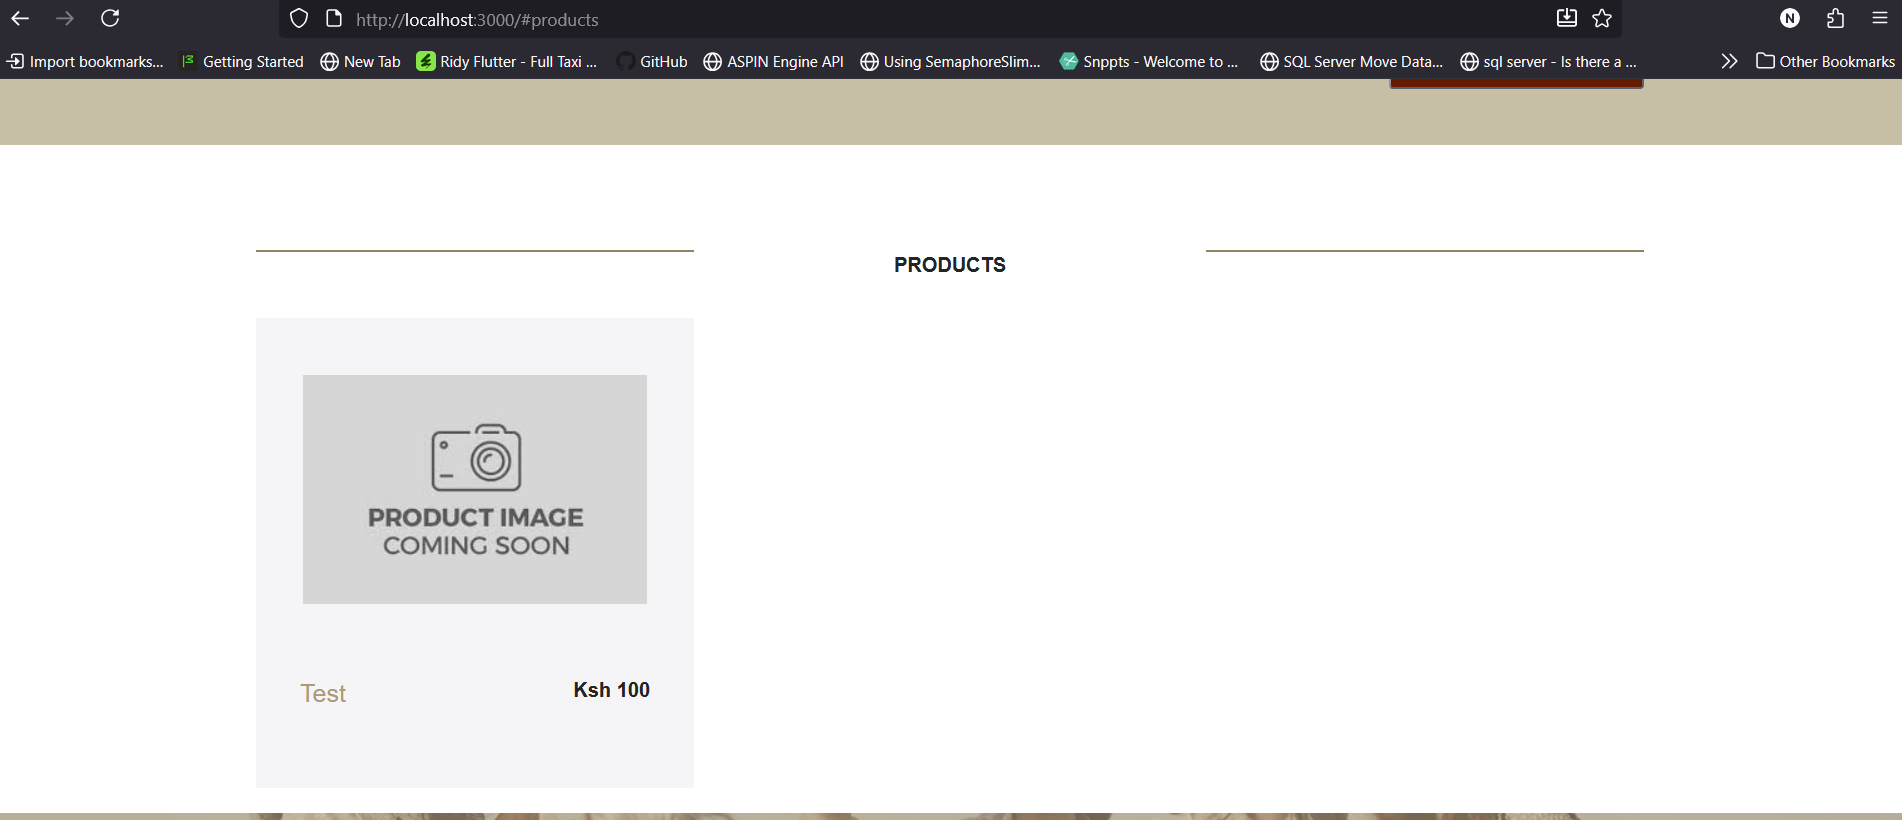 http://localhost:3000/#products
N
Import bookmarks... Getting Started New Tab Ridy Flutter - Full Taxi ... GitHub ASPIN Engine API Using SemaphoreSlim... Snppts - Welcome to ... SQL Server Move Data... sql server - Is there a ... Other Bookmarks
PRODUCTS
PRODUCT IMAGE
COMING SOON
Test Ksh 100